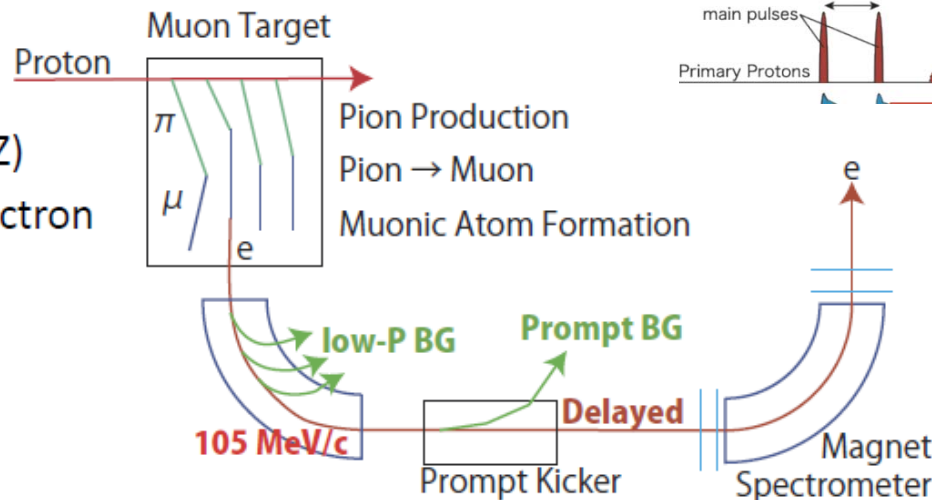 Muon Target
main pulses
Proton
Primary Protons
π
Pion Production
Z)
Pion → Muon
e
ctron
μ
Muonic Atom Formation
e
low-P BG
Prompt BG
Delayed
105 MeV/c
Magnet
Prompt Kicker
Spectrometer